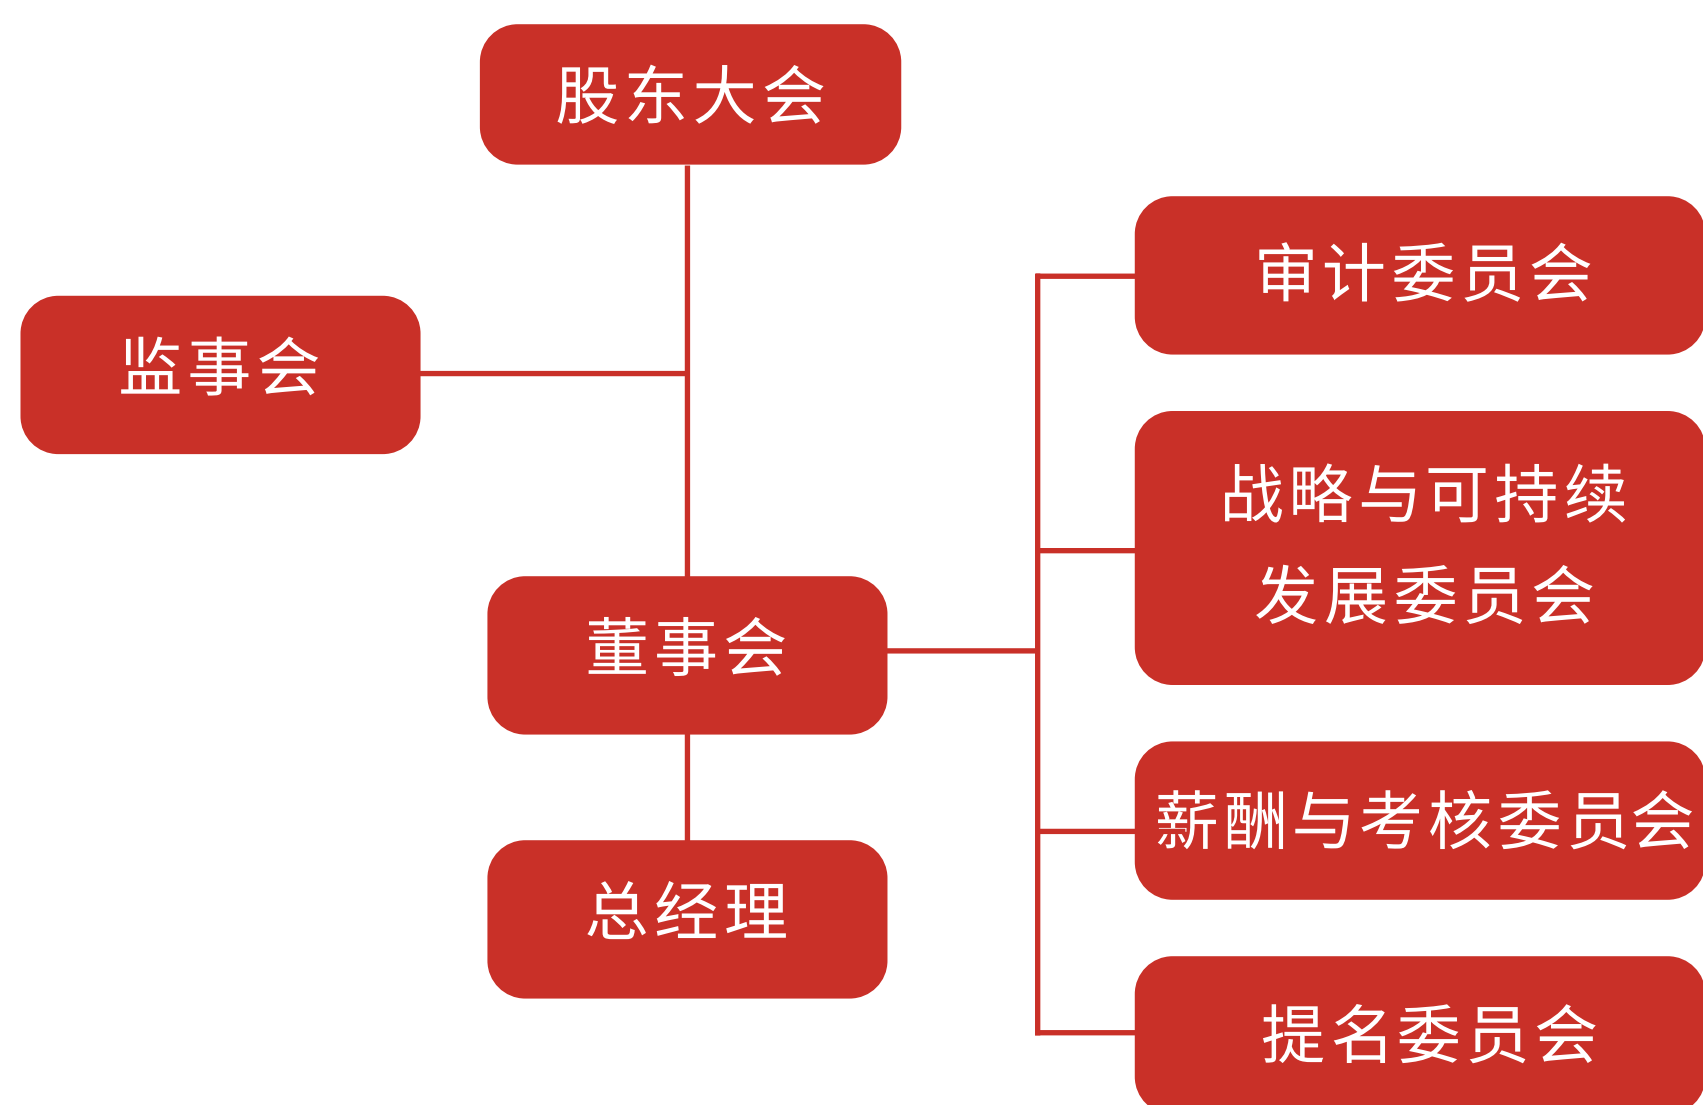 股东大会
监事会
董事会
总经理
审计委员会
战略与可持续
发展委员会
薪酬与考核委员会
提名委员会